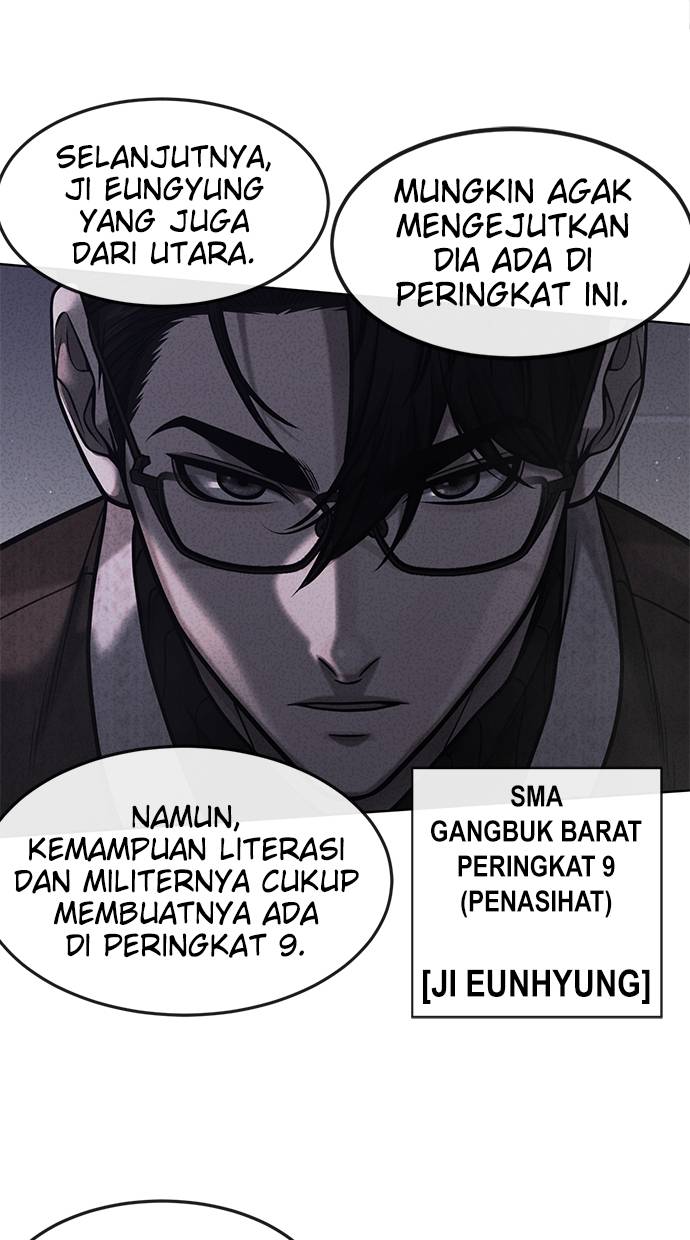 SELANJUTNYA,
JI EUNGYUNG
YANG JUGA
DARI UTARA.
MUNGKIN AGAK
MENGEJUTKAN
DIA ADA DI
PERINGKAT INI.
NAMUN,
KEMAMPUAN LITERASI
DAN MILITERNYA CUKUP
MEMBUATNYA ADA
DI PERINGKAT 9.
SMA
GANGBUK BARAT
PERINGKAT 9
(PENASIHAT)
[JI EUNHYUNG]